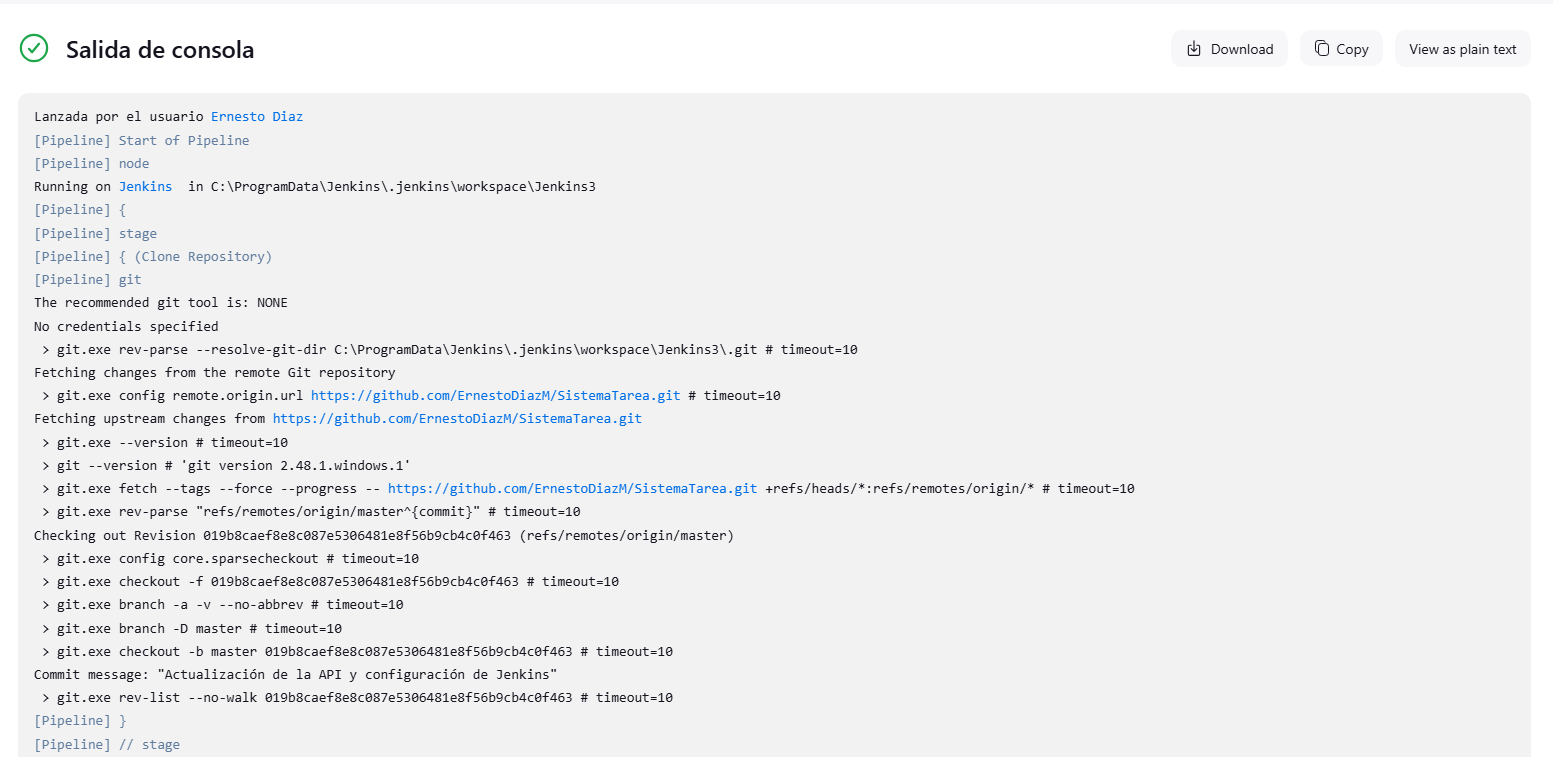 Salida de consola
Download
Copy
View as plain text
Lanzada por el usuario Ernesto Diaz
[Pipeline] Start of Pipeline
[Pipeline] node
Running on Jenkins  in C:\ProgramData\Jenkins\.jenkins\workspace\Jenkins3
[Pipeline] {
[Pipeline] stage
[Pipeline] { (Clone Repository)
[Pipeline] git
The recommended git tool is: NONE
No credentials specified
 > git.exe rev-parse --resolve-git-dir C:\ProgramData\Jenkins\.jenkins\workspace\Jenkins3\.git # timeout=10
Fetching changes from the remote Git repository
 > git.exe config remote.origin.url https://github.com/ErnestoDiazM/SistemaTarea.git # timeout=10
Fetching upstream changes from https://github.com/ErnestoDiazM/SistemaTarea.git
 > git.exe --version # timeout=10
 > git --version # 'git version 2.48.1.windows.1'
 > git.exe fetch --tags --force --progress -- https://github.com/ErnestoDiazM/SistemaTarea.git +refs/heads/*:refs/remotes/origin/* # timeout=10
 > git.exe rev-parse "refs/remotes/origin/master^{commit}" # timeout=10
Checking out Revision 019b8caef8e8c087e5306481e8f56b9cb4c0f463 (refs/remotes/origin/master)
 > git.exe config core.sparsecheckout # timeout=10
 > git.exe checkout -f 019b8caef8e8c087e5306481e8f56b9cb4c0f463 # timeout=10
 > git.exe branch -a -v --no-abbrev # timeout=10
 > git.exe branch -D master # timeout=10
 > git.exe checkout -b master 019b8caef8e8c087e5306481e8f56b9cb4c0f463 # timeout=10
Commit message: "Actualización de la API y configuración de Jenkins"
 > git.exe rev-list --no-walk 019b8caef8e8c087e5306481e8f56b9cb4c0f463 # timeout=10
[Pipeline] }
[Pipeline] // stage